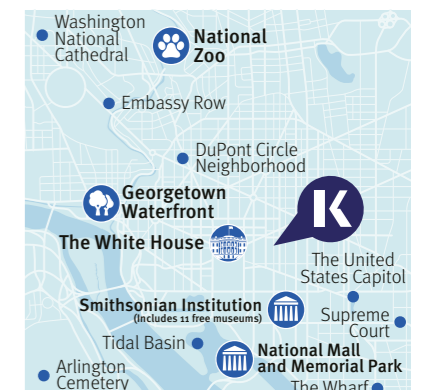 Washington
National
Cathedral
National
Zoo
Embassy Row
DuPont Circle
Neighborhood
Georgetown
Waterfront
K
The White House
The United
States Capitol
Smithsonian Institution
(Includes 11 free museums)
Supreme
Court
Tidal Basin
National Mall
and Memorial Park
Arlington
Cemetery
The Wharf